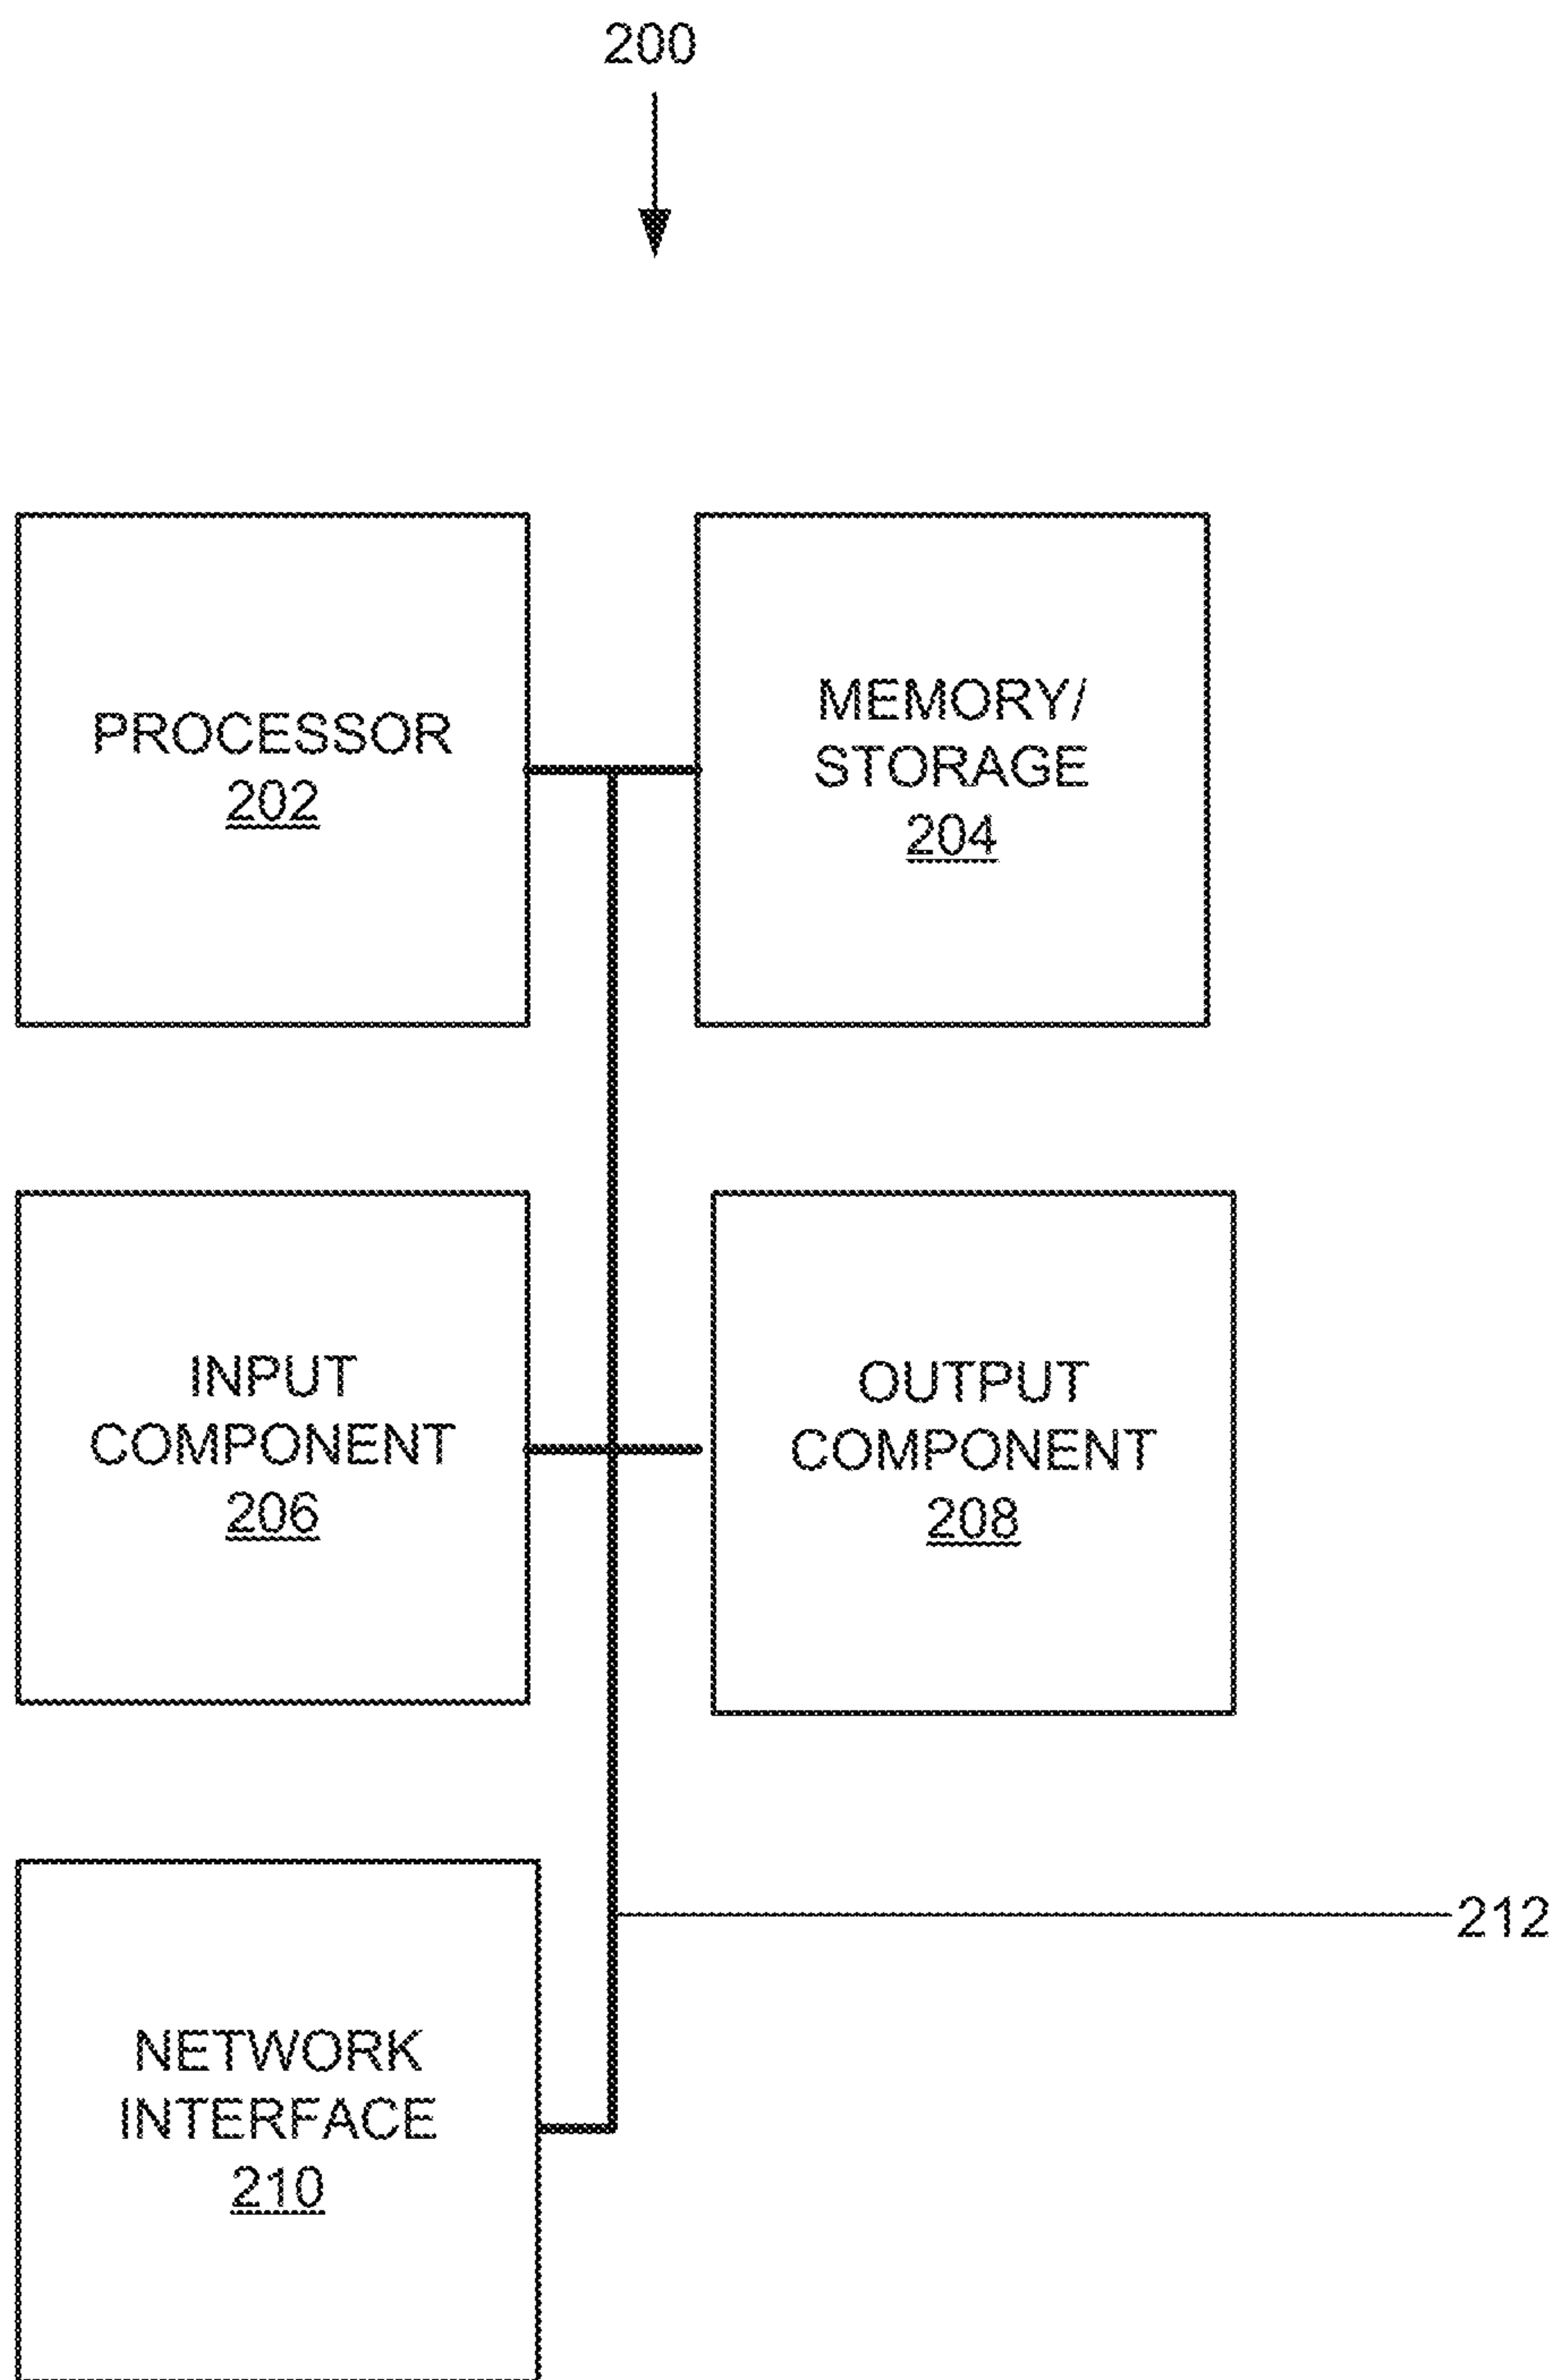 200
PROCESSOR
202
MEMORY/
STORAGE
204
INPUT
COMPONENT
206
OUTPUT
COMPONENT
208
212
NETWORK
INTERFACE
210